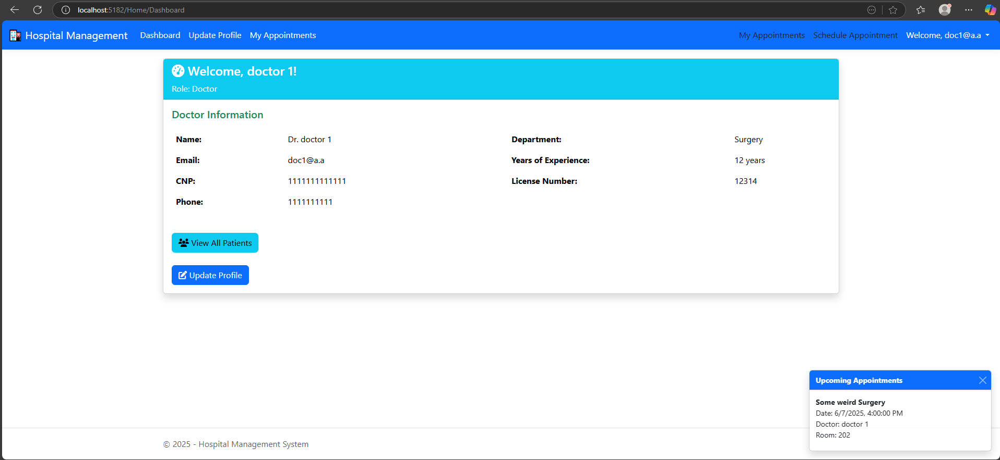 localhost:5182/Home/Dashboard
Hospital Management Dashboard Update Profile My Appointments My Appointments Schedule Appointment Welcome, doc1@a.a
Welcome, doctor 1!
Role: Doctor
Doctor Information
Name: Dr. doctor 1 Department: Surgery
Email: doc1@a.a Years of Experience: 12 years
CNP: 1111111111111 License Number: 12314
Phone: 1111111111
View All Patients
Update Profile
Upcoming Appointments
Some weird Surgery
Date: 6/7/2025, 4:00:00 PM
Doctor: doctor 1
Room: 202
© 2025 - Hospital Management System